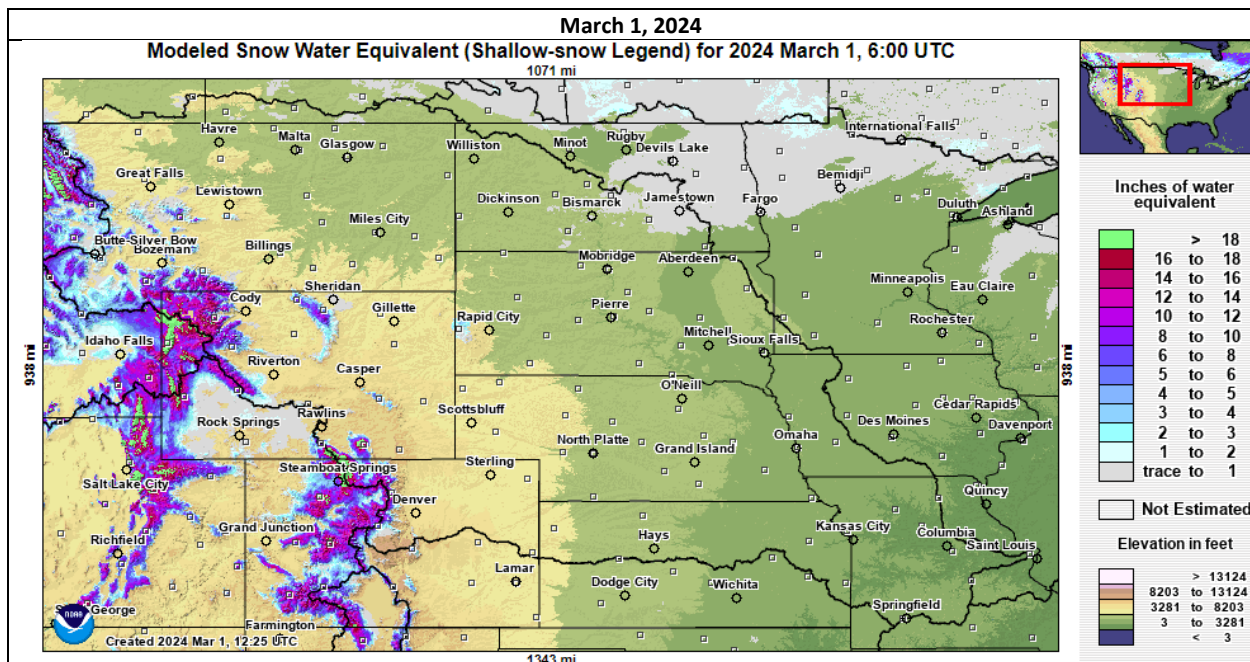 March 1, 2024
Modeled Snow Water Equivalent (Shallow-snow Legend) for 2024 March 1, 6:00 UTC
1071 mi
Havre
Malta
Glasgow
Williston
Minot
Rugby
Devils Lake
International Falls
Great Falls
Lewistown
Bemidji
Dickinson
Bismarck
Jamestown
Fargo
Duluth
Ashland
Miles City
Butte-Silver Bow
Bozeman
Billings
Mobridge
Aberdeen
Minneapolis
Eau Claire
Sheridan
Cody
Gillette
Rapid City
Pierre
Rochester
Mitchell
Sioux Falls
Idaho Falls
938 mi
938 mi
Riverton
Casper
O'Neill
Scottsbluff
Rawlins
Rock Springs
Cedar Rapids
Des Moines
Davenport
North Platte
Grand Island
Omaha
Steamboat Springs
Salt Lake City
Sterling
Denver
Quincy
Grand Junction
Richfield
Hays
Kansas City
Columbia
Saint Louis
Lamar
Dodge City
Wichita
George
Farmington
Springfield
NOAA
Created 2024 Mar 1, 12:25 UTC
1343 mi
Inches of water
equivalent
> 18
16 to 18
14 to 16
12 to 14
10 to 12
8 to 10
6 to 8
5 to 6
4 to 5
3 to 4
2 to 3
1 to 2
trace to 1
Not Estimated
Elevation in feet
> 13124
8203 to 13124
3281 to 8203
3 to 3281
< 3